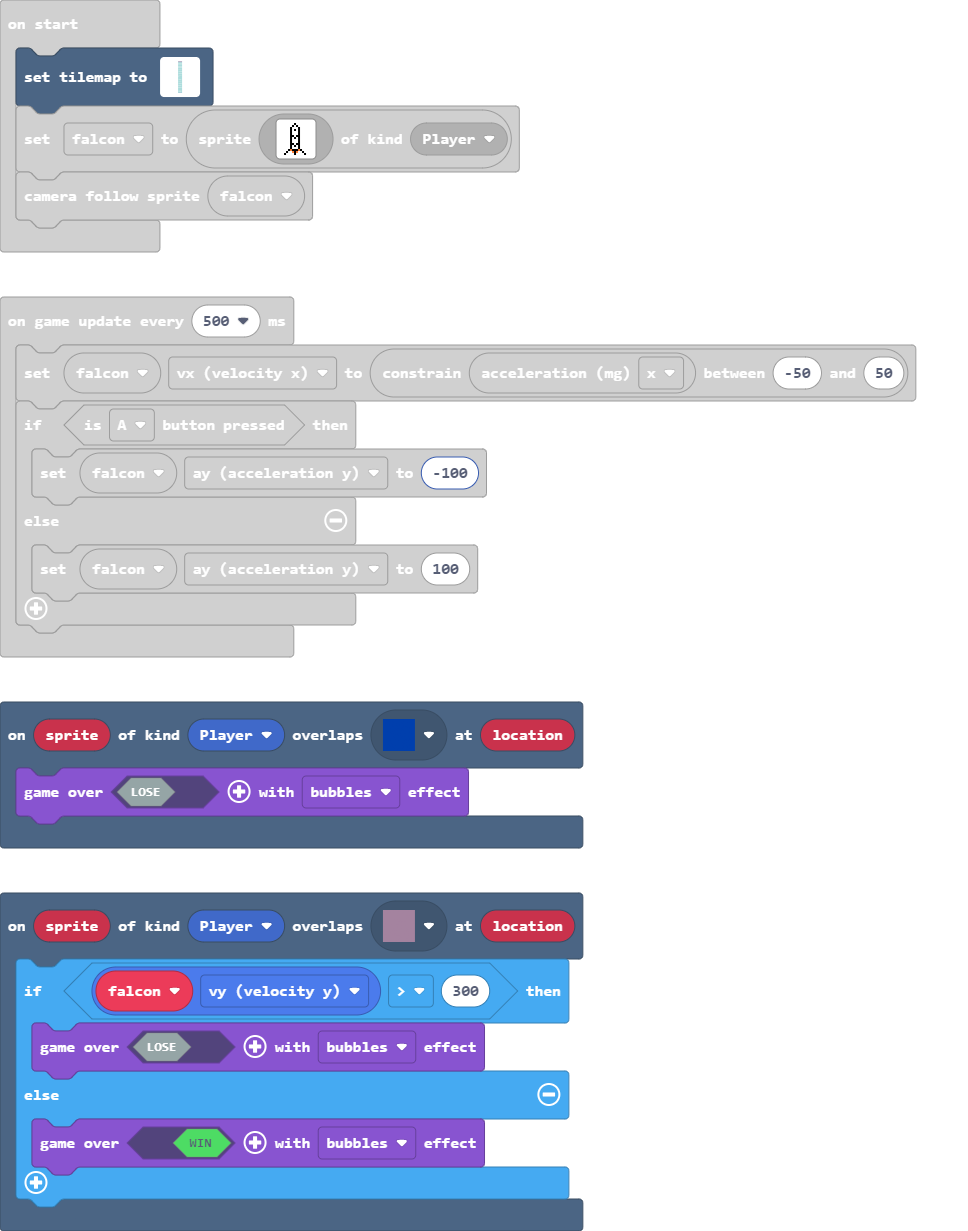 on start
set tilemap to
set falcon to sprite of kind Player
camera follow sprite falcon
on game update every 500 ms
set falcon vx (velocity x) to constrain acceleration (mg) x between -50 and 50
if is A button pressed then
set falcon ay (acceleration y) to -100
else
set falcon ay (acceleration y) to 100
on sprite of kind Player overlaps at location
game over LOSE with bubbles effect
on sprite of kind Player overlaps at location
if falcon vy (velocity y) > 300 then
game over LOSE with bubbles effect
else
game over WIN with bubbles effect